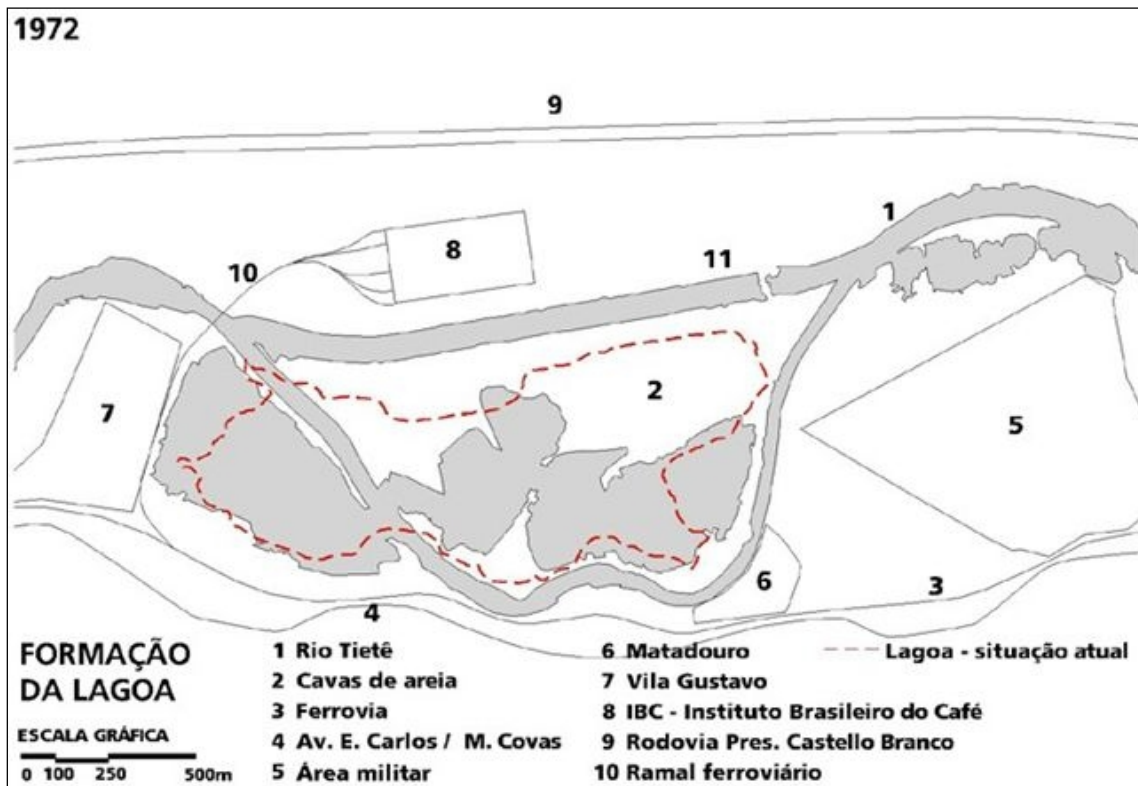 1972
9
1
8
11
10
2
7
5
6
3
4
FORMAÇÃO
DA LAGOA
ESCALA GRÁFICA
0 100 250 500m
1 Rio Tietê
2 Cavas de areia
3 Ferrovia
4 Av. E. Carlos / M. Covas
5 Área militar
6 Matadouro
7 Vila Gustavo
8 IBC - Instituto Brasileiro do Café
9 Rodovia Pres. Castello Branco
10 Ramal ferroviário
Lagoa - situação atual